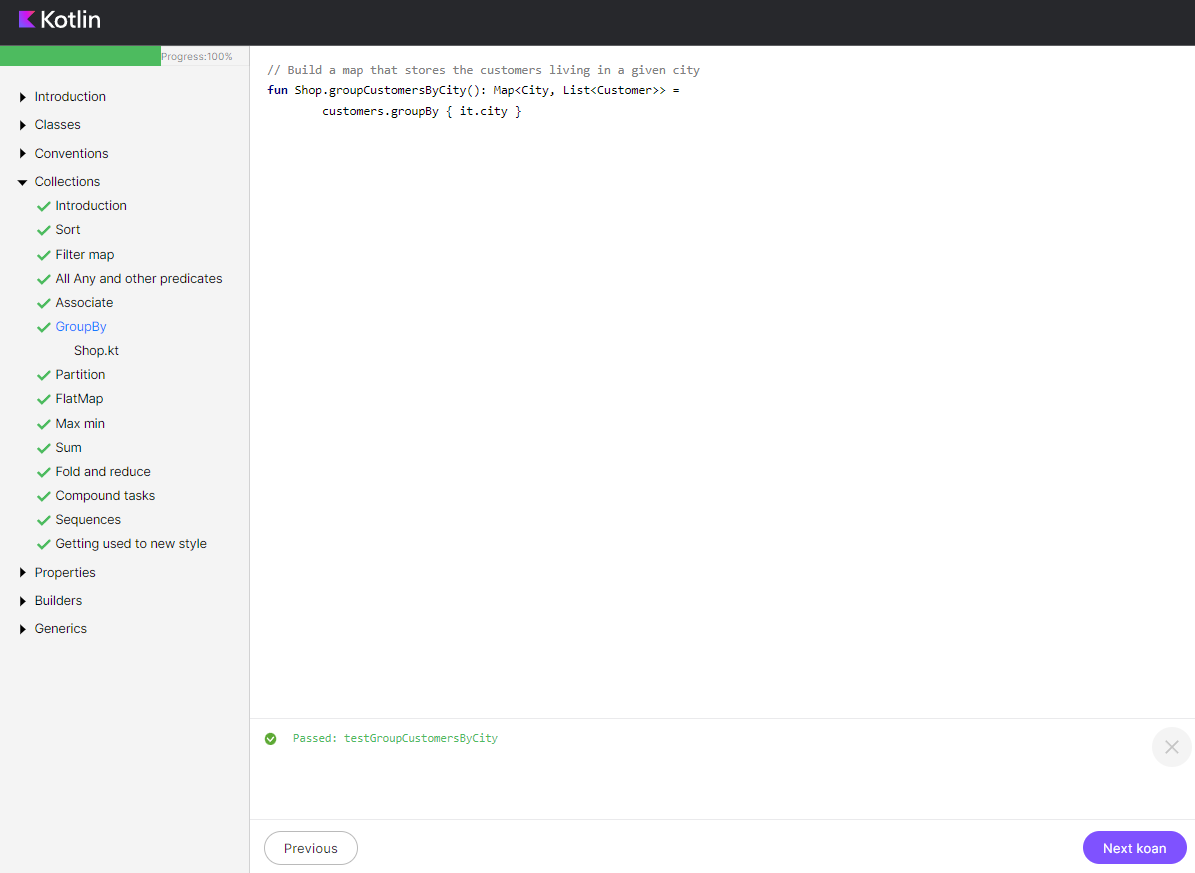 Kotlin
Progress:100%
Introduction
Classes
Conventions
Collections
Introduction
Sort
Filter map
All Any and other predicates
Associate
GroupBy
Shop.kt
Partition
FlatMap
Max min
Sum
Fold and reduce
Compound tasks
Sequences
Getting used to new style
Properties
Builders
Generics
// Build a map that stores the customers living in a given city
fun Shop.groupCustomersByCity(): Map<City, List<Customer>> =
        customers.groupBy { it.city }
Passed: testGroupCustomersByCity
Previous
Next koan